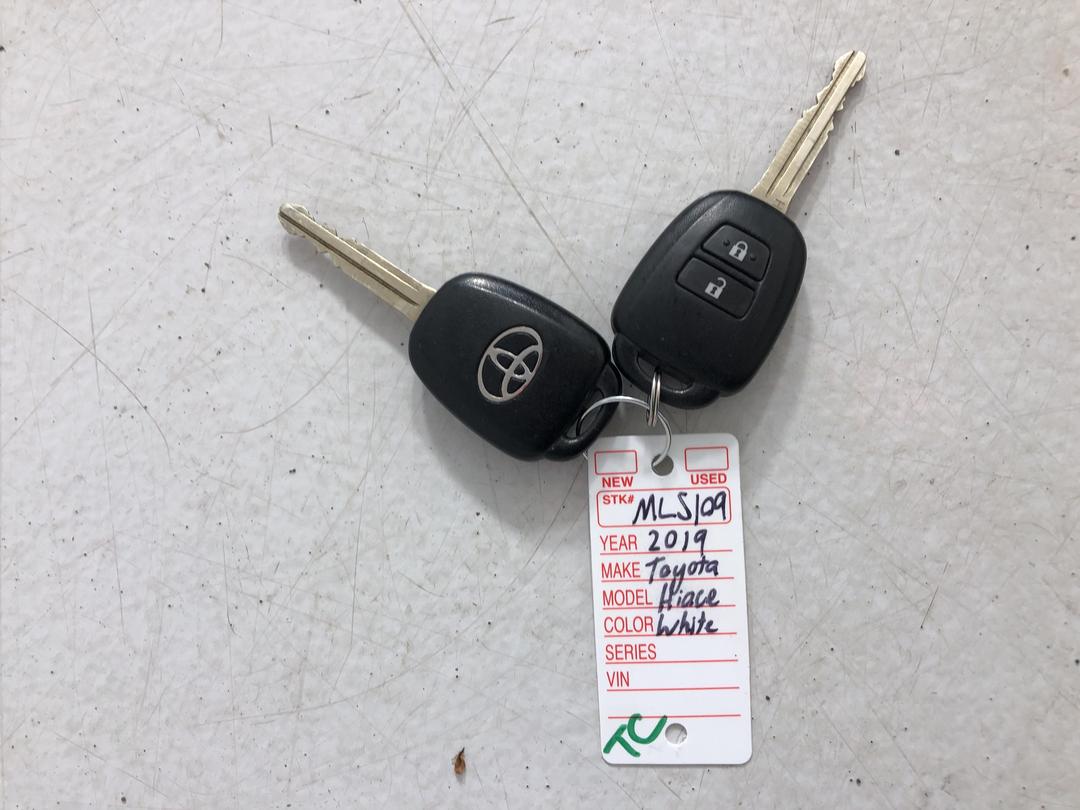 NEW USED
STK# MLS109
YEAR 2019
MAKE Toyota
MODEL Hiace
COLOR White
SERIES
VIN
TC